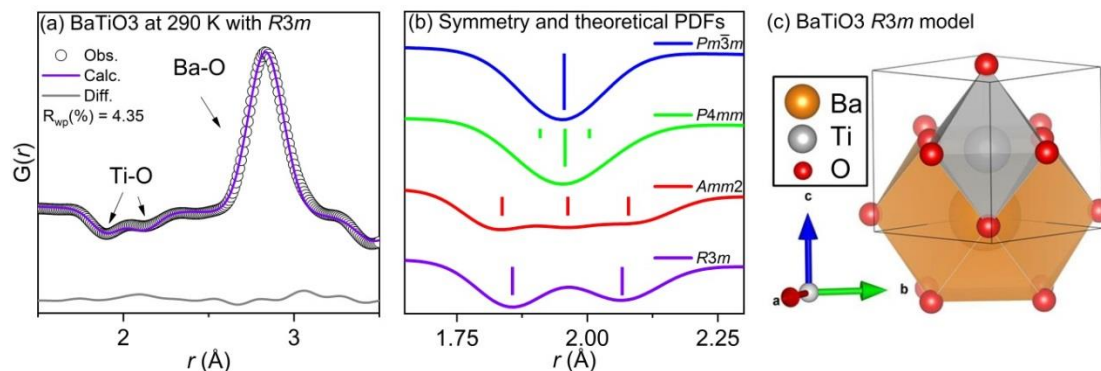 (a) BaTiO3 at 290 K with R3m
Obs.
Calc.
Diff.
Rwp(%) = 4.35
Ba-O
Ti-O
G(r)
2
3
r (Å)
(b) Symmetry and theoretical PDFs
Pm3̅m
P4mm
Amm2
R3m
1.75
2.00
2.25
r (Å)
(c) BaTiO3 R3m model
Ba
Ti
O
c
a
b